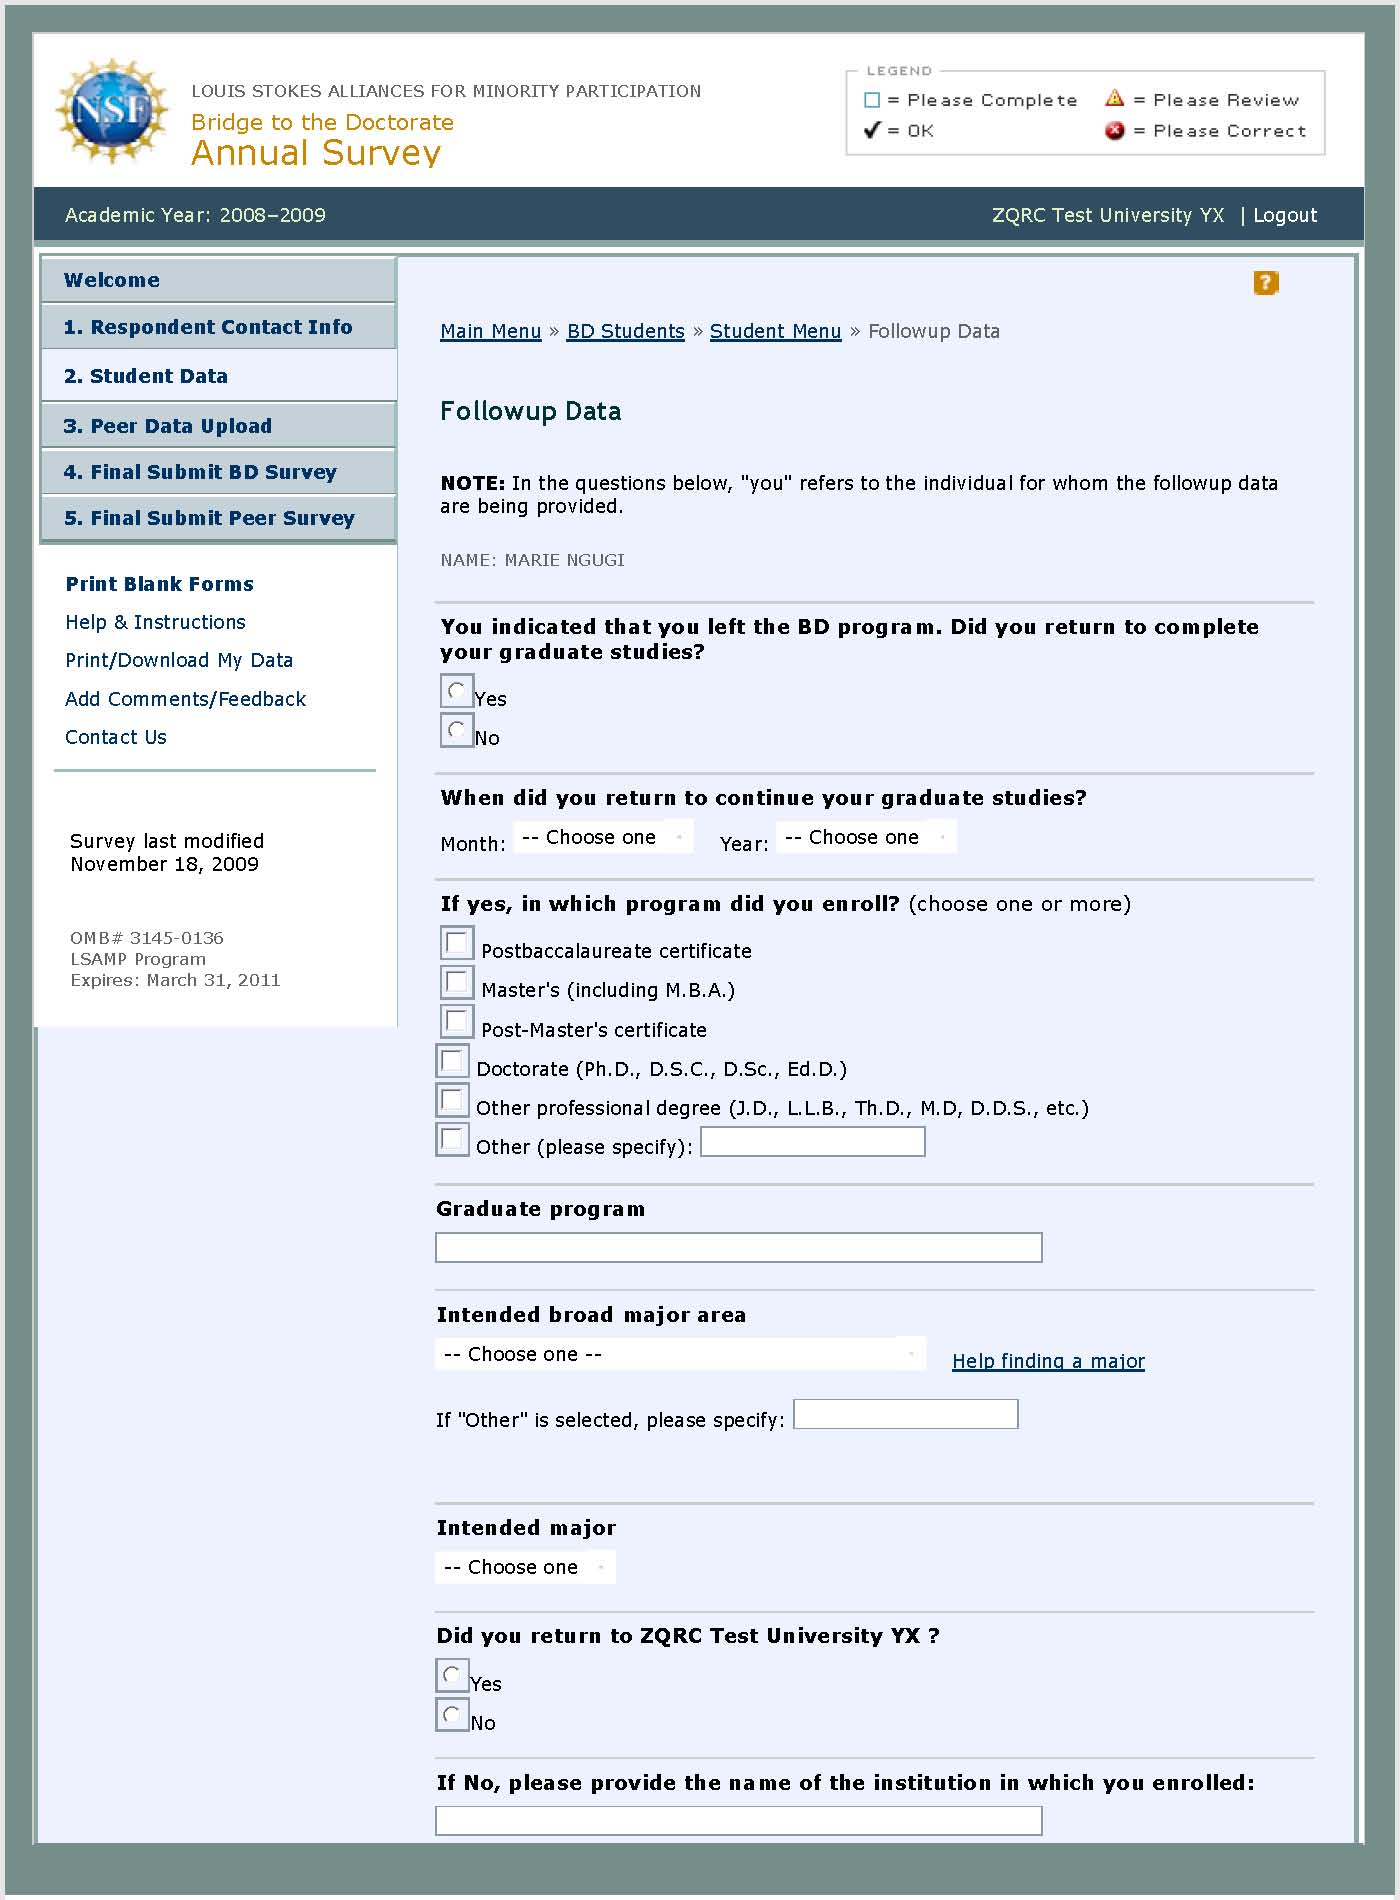 NSF
LOUIS STOKES ALLIANCES FOR MINORITY PARTICIPATION
Bridge to the Doctorate
Annual Survey
LEGEND
= Please Complete
= Please Review
= OK
= Please Correct
Academic Year: 2008–2009
ZQRC Test University YX | Logout
Welcome
1. Respondent Contact Info
2. Student Data
3. Peer Data Upload
4. Final Submit BD Survey
5. Final Submit Peer Survey
Print Blank Forms
Help & Instructions
Print/Download My Data
Add Comments/Feedback
Contact Us
Survey last modified
November 18, 2009
OMB# 3145-0136
LSAMP Program
Expires: March 31, 2011
?
Main Menu » BD Students » Student Menu » Followup Data
Followup Data
NOTE: In the questions below, "you" refers to the individual for whom the followup data
are being provided.
NAME: MARIE NGUGI
You indicated that you left the BD program. Did you return to complete
your graduate studies?
Yes
No
When did you return to continue your graduate studies?
Month: -- Choose one Year: -- Choose one
If yes, in which program did you enroll? (choose one or more)
Postbaccalaureate certificate
Master's (including M.B.A.)
Post-Master's certificate
Doctorate (Ph.D., D.S.C., D.Sc., Ed.D.)
Other professional degree (J.D., L.L.B., Th.D., M.D, D.D.S., etc.)
Other (please specify):
Graduate program
Intended broad major area
-- Choose one -- Help finding a major
If "Other" is selected, please specify:
Intended major
-- Choose one
Did you return to ZQRC Test University YX ?
Yes
No
If No, please provide the name of the institution in which you enrolled: